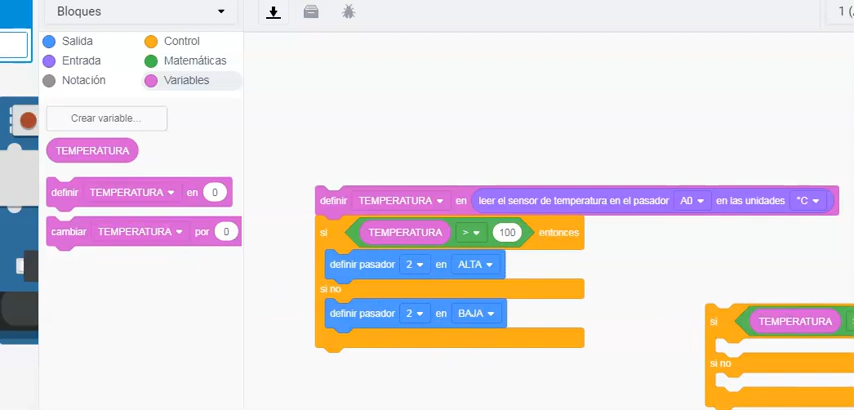 Bloques
1 (
Salida
Control
Entrada
Matemáticas
Notación
Variables
Crear variable...
TEMPERATURA
definir TEMPERATURA en 0
cambiar TEMPERATURA por 0
definir TEMPERATURA en leer el sensor de temperatura en el pasador A0 en las unidades °C
si TEMPERATURA > 100 entonces
definir pasador 2 en ALTA
si no
definir pasador 2 en BAJA
si TEMPERATURA
si no